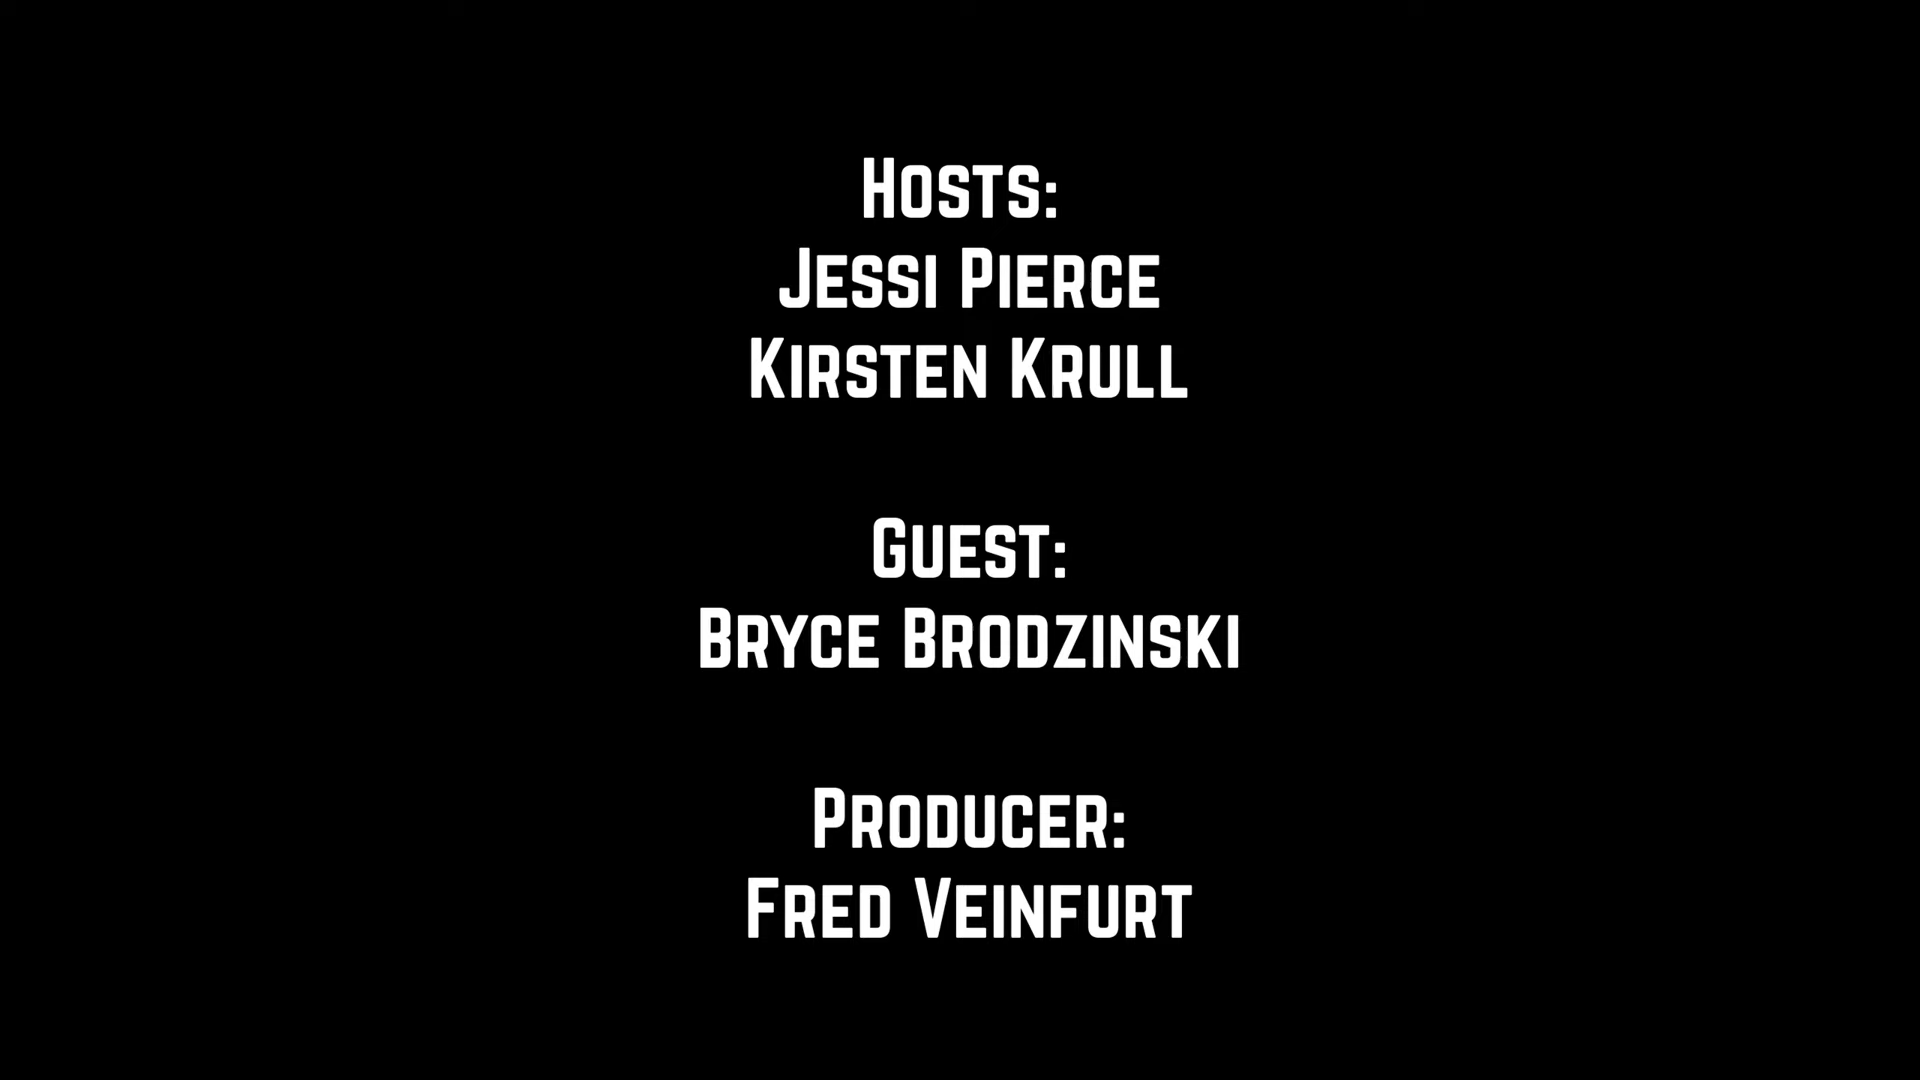 Hosts:
Jessi Pierce
Kirsten Krull
Guest:
Bryce Brodzinski
Producer:
Fred Veinfurt